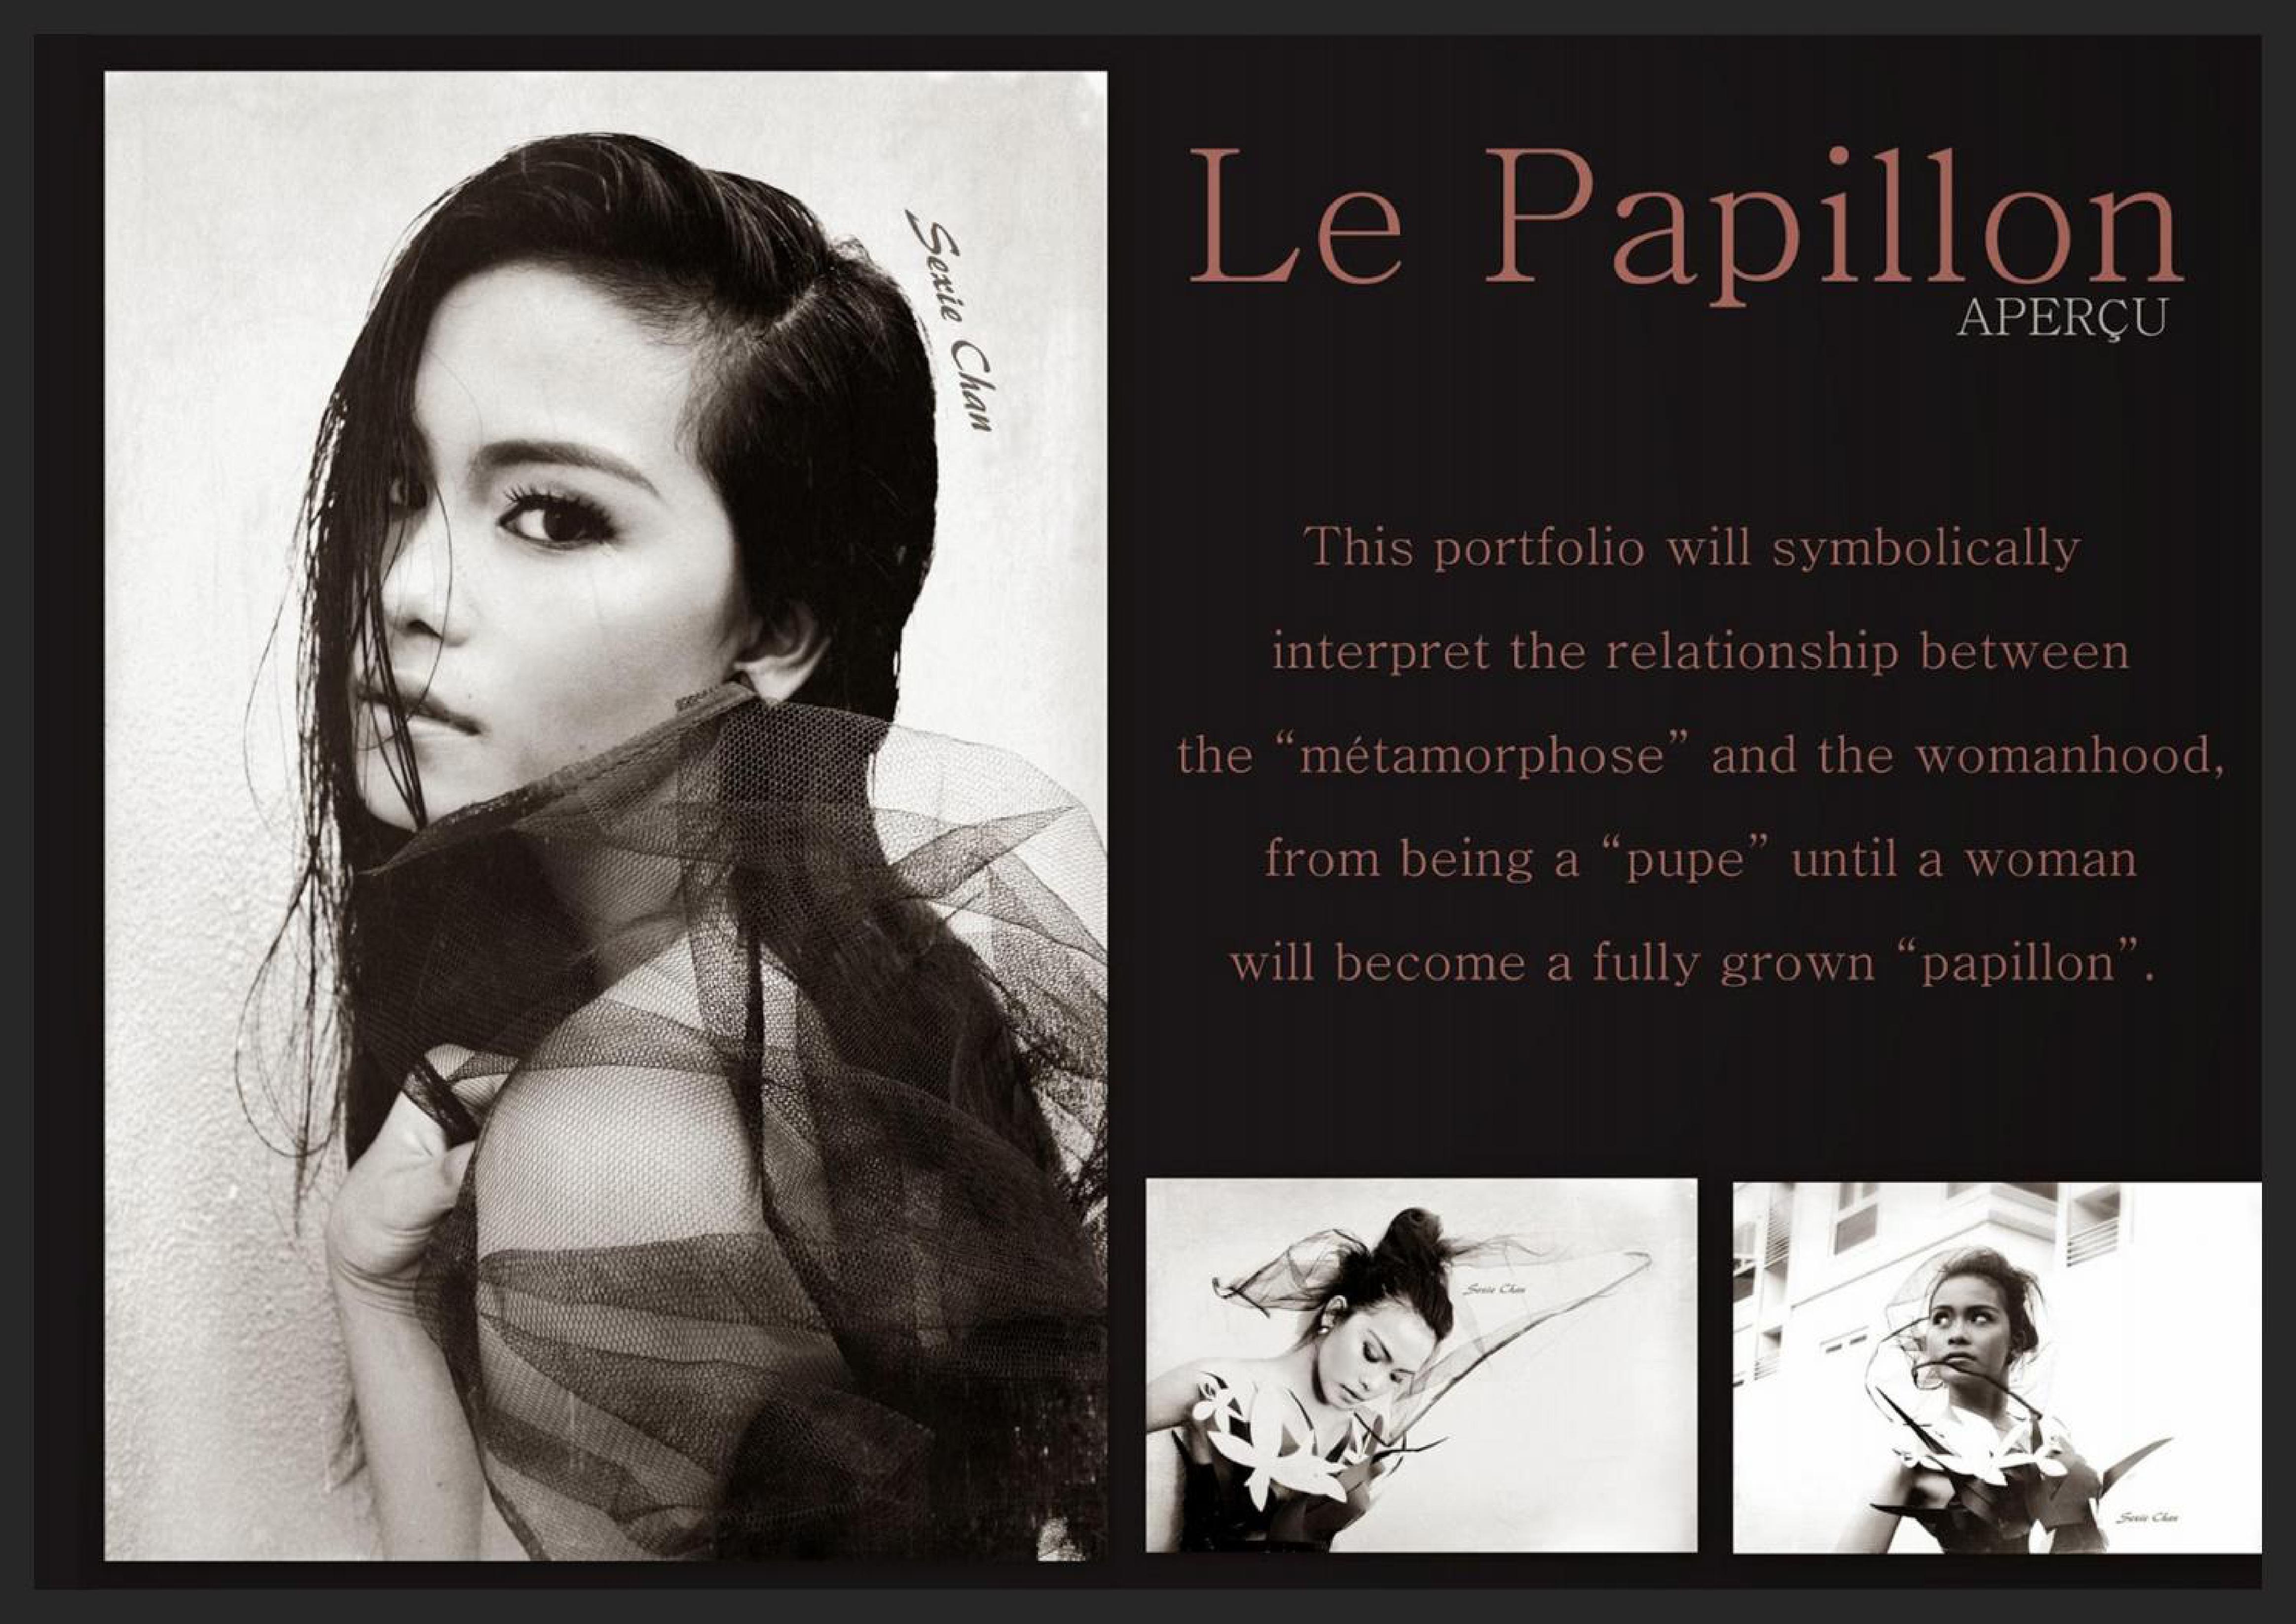 Sexie Chan
Le Papillon
APERÇU
This portfolio will symbolically
interpret the relationship between
the “métamorphose” and the womanhood,
from being a “pupe” until a woman
will become a fully grown “papillon”.
Sexie Chan
Sexie Chan